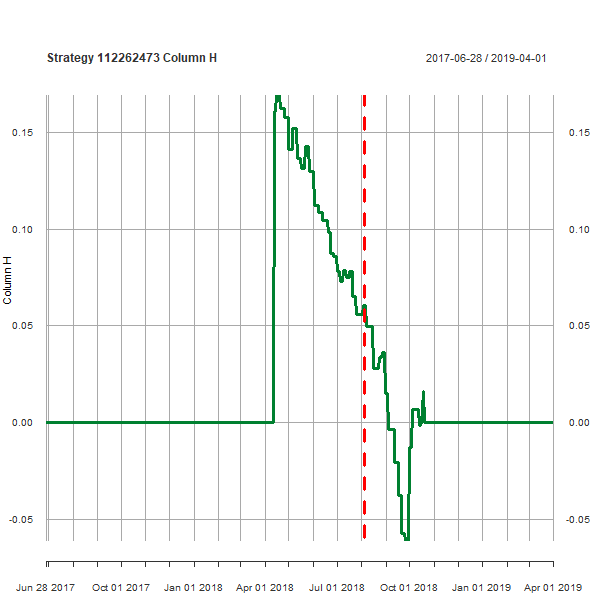 Strategy 112262473 Column H
2017-06-28 / 2019-04-01
0.15
0.15
0.10
0.10
Column H
0.05
0.05
0.00
0.00
-0.05
-0.05
Jun 28 2017
Oct 01 2017
Jan 01 2018
Apr 01 2018
Jul 01 2018
Oct 01 2018
Jan 01 2019
Apr 01 2019